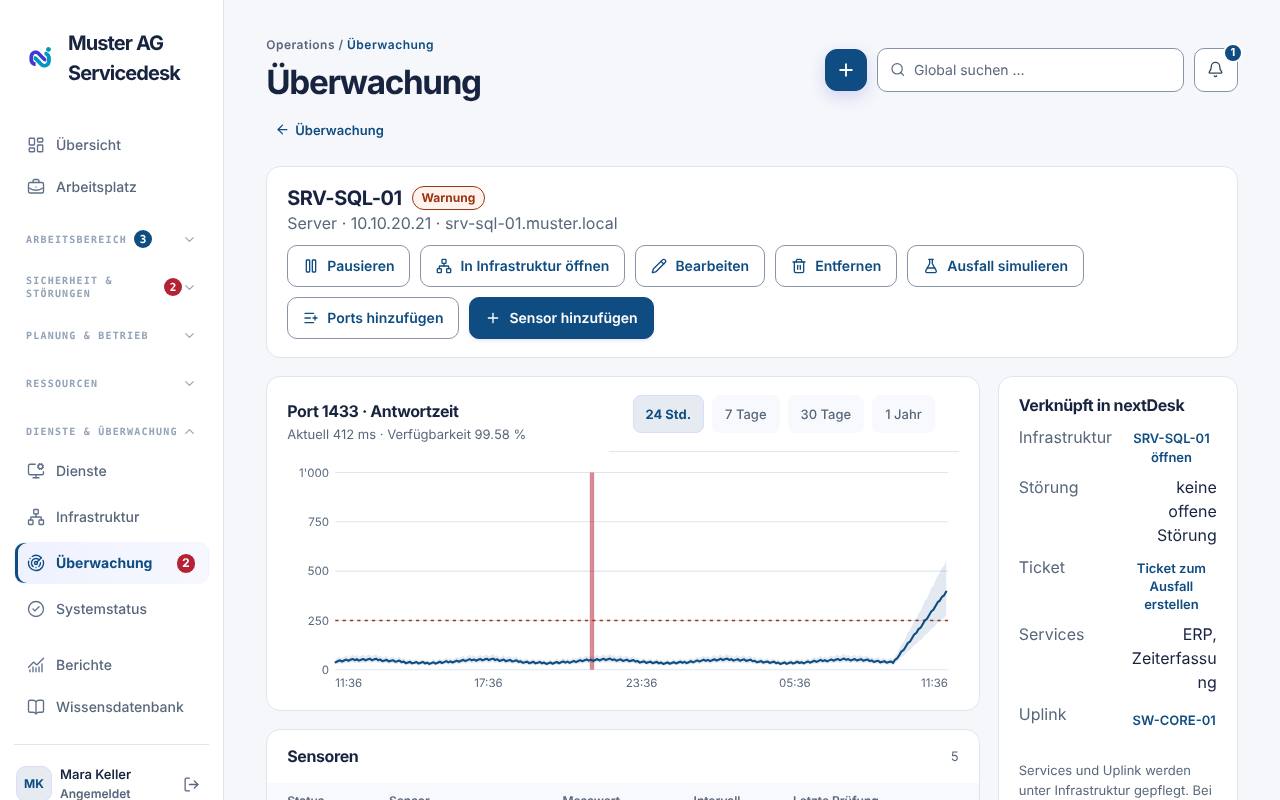 Muster AG
Servicedesk
Übersicht
Arbeitsplatz
ARBEITSBEREICH 3
SICHERHEIT &
STÖRUNGEN 2
PLANUNG & BETRIEB
RESSOURCEN
DIENSTE & ÜBERWACHUNG
Dienste
Infrastruktur
Überwachung 2
Systemstatus
Berichte
Wissensdatenbank
MK Mara Keller
Angemeldet
Operations / Überwachung
Überwachung
Global suchen ...
1
Überwachung
SRV-SQL-01 Warnung
Server · 10.10.20.21 · srv-sql-01.muster.local
Pausieren In Infrastruktur öffnen Bearbeiten Entfernen Ausfall simulieren
Ports hinzufügen Sensor hinzufügen
Port 1433 · Antwortzeit
Aktuell 412 ms · Verfügbarkeit 99.58 %
24 Std. 7 Tage 30 Tage 1 Jahr
1'000
750
500
250
0
11:36 17:36 23:36 05:36 11:36
Sensoren 5
Status Sensor Messwert Intervall Letzte Prüfung
Verknüpft in nextDesk
Infrastruktur SRV-SQL-01
öffnen
Störung keine
offene
Störung
Ticket Ticket zum
Ausfall
erstellen
Services ERP,
Zeiterfassu
ng
Uplink SW-CORE-01
Services und Uplink werden
unter Infrastruktur gepflegt. Bei